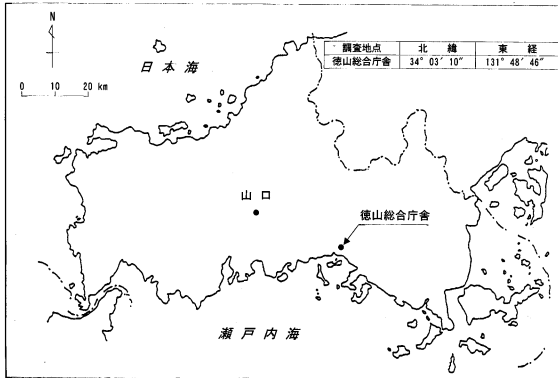 N
調査地点 北緯 東経
徳山総合庁舎 34° 03′ 10″ 131° 48′ 46″
日本海
0 10 20 km
山口
徳山総合庁舎
瀬戸内海